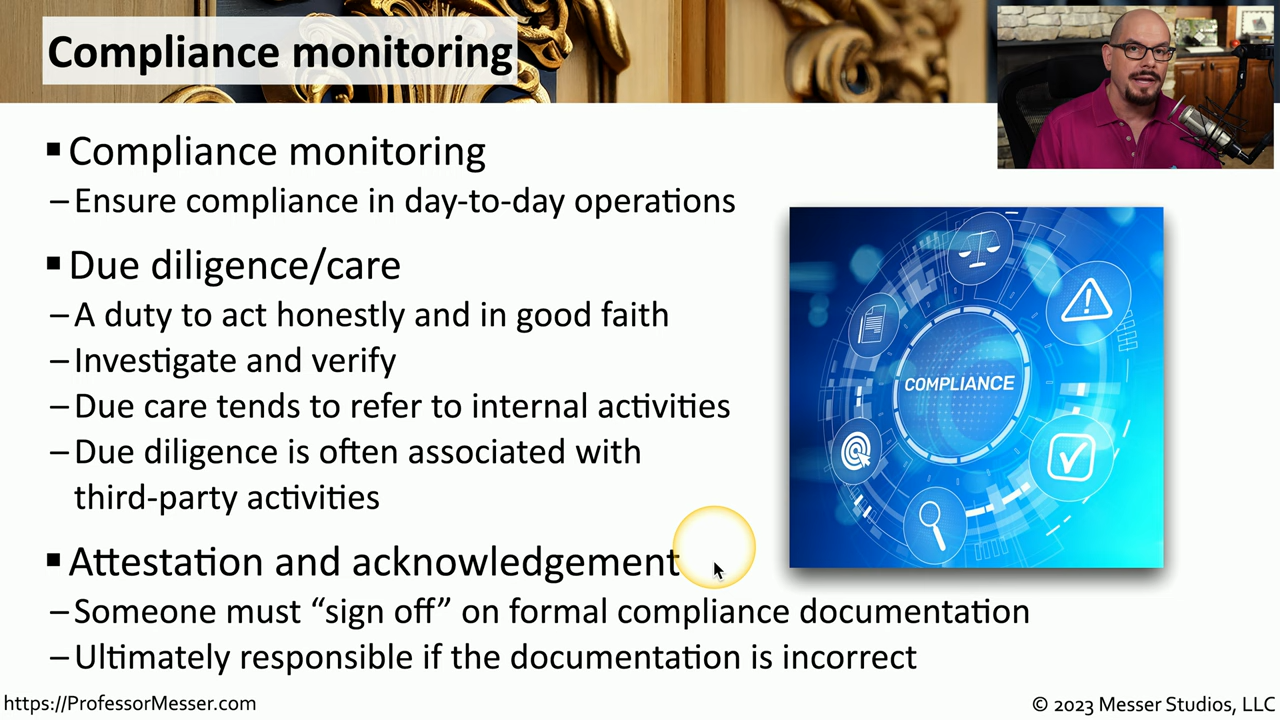 Compliance monitoring
▪ Compliance monitoring
– Ensure compliance in day-to-day operations
▪ Due diligence/care
– A duty to act honestly and in good faith
– Investigate and verify
– Due care tends to refer to internal activities
– Due diligence is often associated with
third-party activities
▪ Attestation and acknowledgement
– Someone must “sign off” on formal compliance documentation
– Ultimately responsible if the documentation is incorrect
COMPLIANCE
https://ProfessorMesser.com
© 2023 Messer Studios, LLC